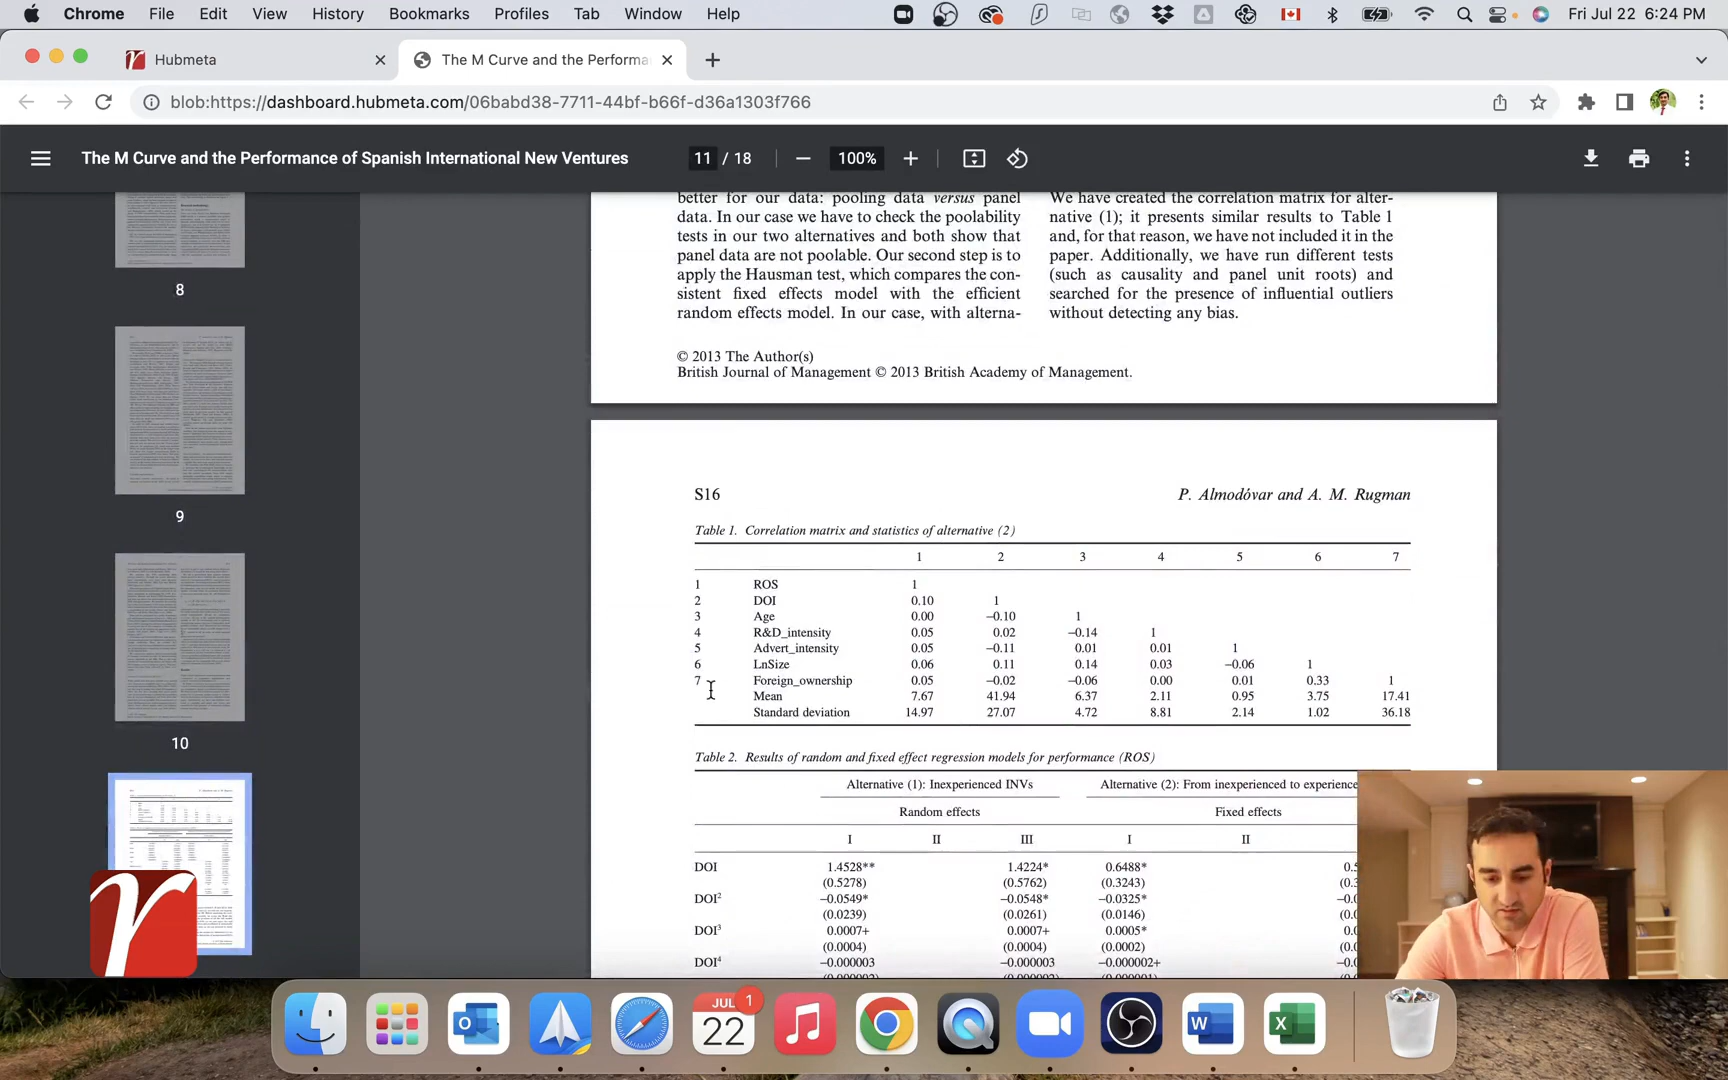 Chrome File Edit View History Bookmarks Profiles Tab Window Help Fri Jul 22 6:24 PM
Hubmeta
The M Curve and the Performa
blob:https://dashboard.hubmeta.com/06babd38-7711-44bf-b66f-d36a1303f766
The M Curve and the Performance of Spanish International New Ventures 11 / 18 100%
8
9
10
better for our data: pooling data versus panel
data. In our case we have to check the poolability
tests in our two alternatives and both show that
panel data are not poolable. Our second step is to
apply the Hausman test, which compares the con-
sistent fixed effects model with the efficient
random effects model. In our case, with alterna-
We have created the correlation matrix for alter-
native (1); it presents similar results to Table 1
and, for that reason, we have not included it in the
paper. Additionally, we have run different tests
(such as causality and panel unit roots) and
searched for the presence of influential outliers
without detecting any bias.
© 2013 The Author(s)
British Journal of Management © 2013 British Academy of Management.
S16 P. Almodóvar and A. M. Rugman
Table 1. Correlation matrix and statistics of alternative (2)
1 2 3 4 5 6 7
1 ROS 1
2 DOI 0.10 1
3 Age 0.00 −0.10 1
4 R&D_intensity 0.05 0.02 −0.14 1
5 Advert_intensity 0.05 −0.11 0.01 0.01 1
6 LnSize 0.06 0.11 0.14 0.03 −0.06 1
7 Foreign_ownership 0.05 −0.02 −0.06 0.00 0.01 0.33 1
Mean 7.67 41.94 6.37 2.11 0.95 3.75 17.41
Standard deviation 14.97 27.07 4.72 8.81 2.14 1.02 36.18
Table 2. Results of random and fixed effect regression models for performance (ROS)
Alternative (1): Inexperienced INVs Alternative (2): From inexperienced to experience
Random effects Fixed effects
I II III I II
DOI 1.4528** 1.4224* 0.6488* 0.5
(0.5278) (0.5762) (0.3243) (0.3
DOI² −0.0549* −0.0548* −0.0325* −0.0
(0.0239) (0.0261) (0.0146) (0.0
DOI³ 0.0007+ 0.0007+ 0.0005* 0.0
(0.0004) (0.0004) (0.0002) (0.0
DOI⁴ −0.000003 −0.000003 −0.000002+ −0.0
r
JUL 1
22